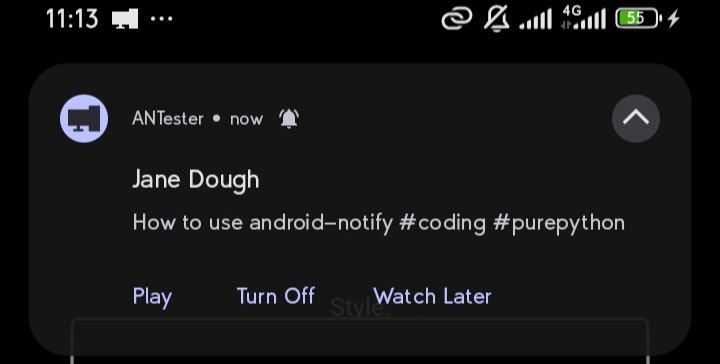 11:13 ... 4G 55
ANTester • now
Jane Dough
How to use android-notify #coding #purepython
Play Turn Off Watch Later
Style: